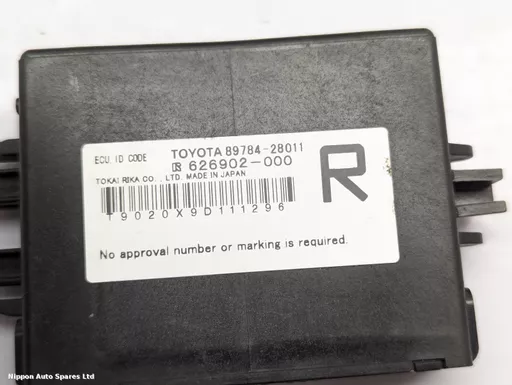 ECU ID CODE TOYOTA 89784-28011
626902-000
TOKAI RIKA CO., LTD. MADE IN JAPAN
R
T9020X9D111296
No approval number or marking is required.
Nippon Auto Spares Ltd